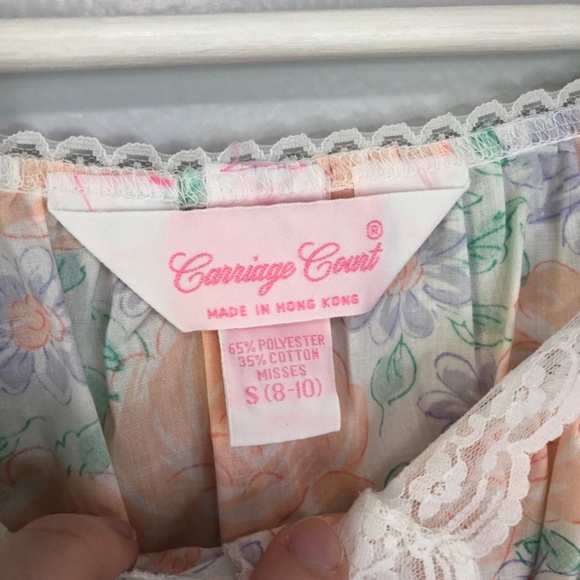 Carriage Court®
MADE IN HONG KONG
65% POLYESTER
35% COTTON
MISSES
S (8-10)